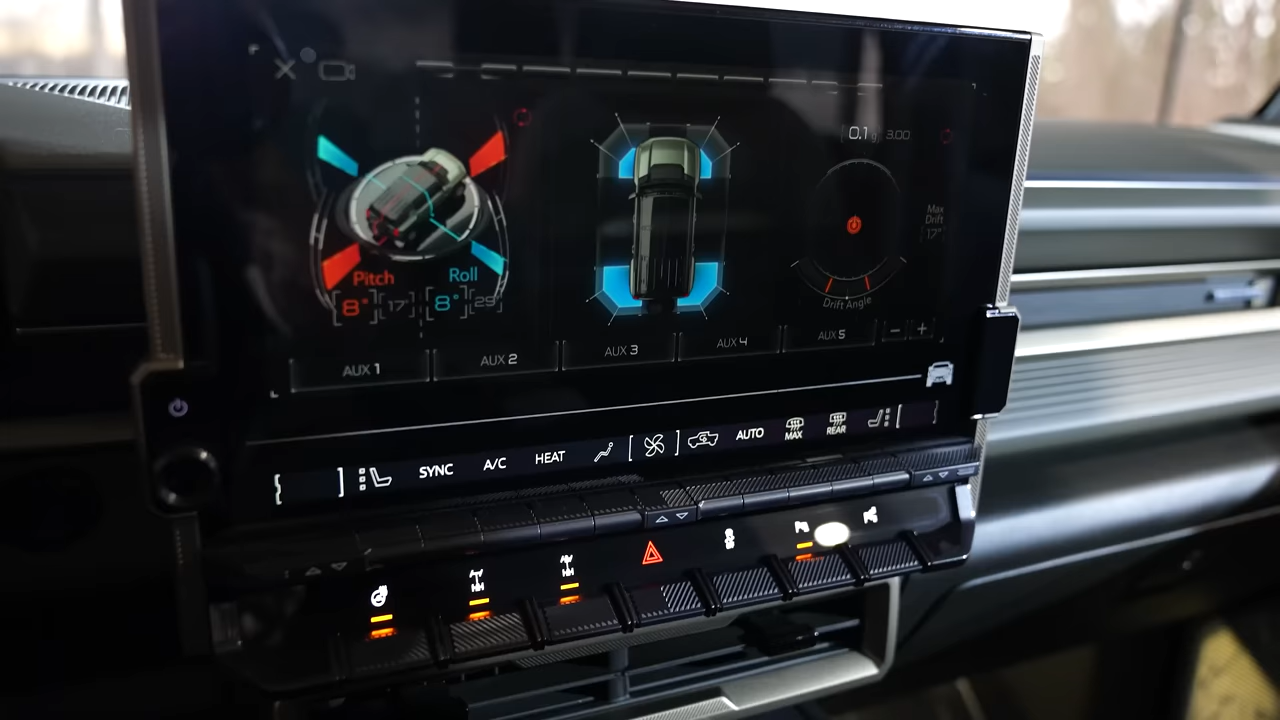 0.1 g 3.00
Max
Drift
17°
Pitch Roll
8° 17° 8° 29°
Drift Angle
AUX 1 AUX 2 AUX 3 AUX 4 AUX 5 − +
SYNC A/C HEAT AUTO MAX REAR